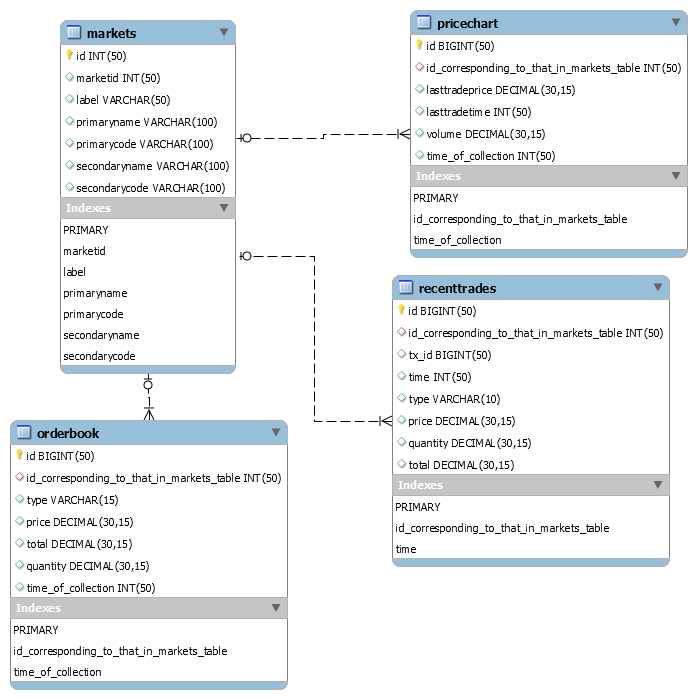 markets
id INT(50)
marketid INT(50)
label VARCHAR(50)
primaryname VARCHAR(100)
primarycode VARCHAR(100)
secondaryname VARCHAR(100)
secondarycode VARCHAR(100)
Indexes
PRIMARY
marketid
label
primaryname
primarycode
secondaryname
secondarycode
pricechart
id BIGINT(50)
id_corresponding_to_that_in_markets_table INT(50)
lasttradeprice DECIMAL(30,15)
lasttradetime INT(50)
volume DECIMAL(30,15)
time_of_collection INT(50)
Indexes
PRIMARY
id_corresponding_to_that_in_markets_table
time_of_collection
recenttrades
id BIGINT(50)
id_corresponding_to_that_in_markets_table INT(50)
tx_id BIGINT(50)
time INT(50)
type VARCHAR(10)
price DECIMAL(30,15)
quantity DECIMAL(30,15)
total DECIMAL(30,15)
Indexes
PRIMARY
id_corresponding_to_that_in_markets_table
time
orderbook
id BIGINT(50)
id_corresponding_to_that_in_markets_table INT(50)
type VARCHAR(15)
price DECIMAL(30,15)
total DECIMAL(30,15)
quantity DECIMAL(30,15)
time_of_collection INT(50)
Indexes
PRIMARY
id_corresponding_to_that_in_markets_table
time_of_collection